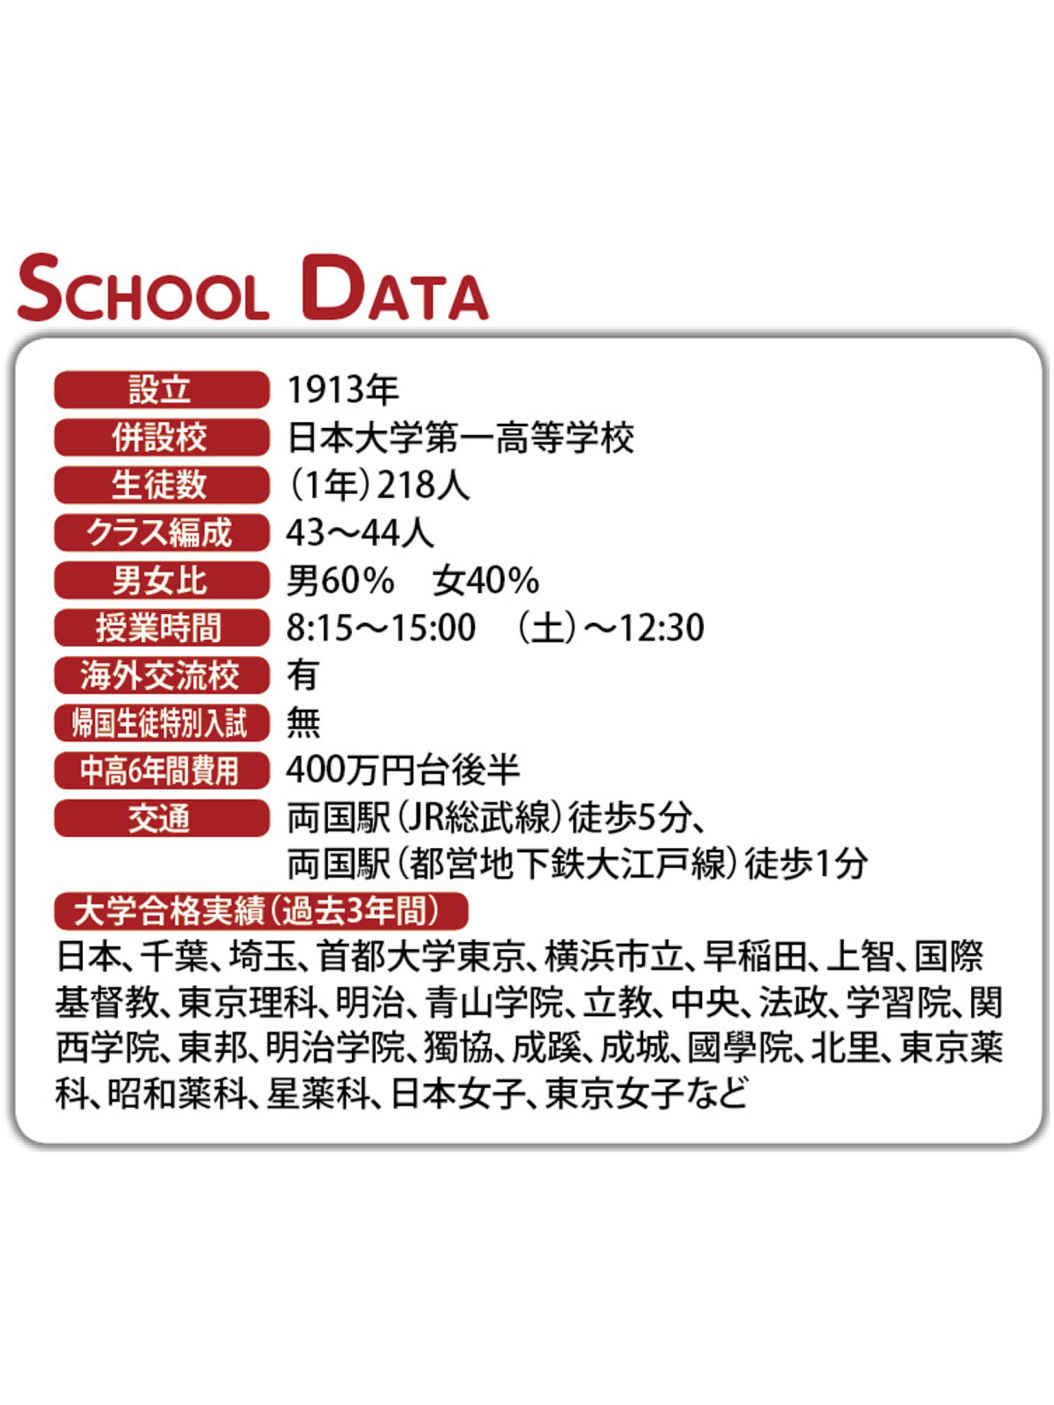 SCHOOL DATA
設立 1913年
併設校 日本大学第一高等学校
生徒数 （1年）218人
クラス編成 43～44人
男女比 男60％　女40％
授業時間 8:15～15:00　（土）～12:30
海外交流校 有
帰国生徒特別入試 無
中高6年間費用 400万円台後半
交通 両国駅（JR総武線）徒歩5分、
両国駅（都営地下鉄大江戸線）徒歩1分
大学合格実績（過去3年間）
日本、千葉、埼玉、首都大学東京、横浜市立、早稲田、上智、国際
基督教、東京理科、明治、青山学院、立教、中央、法政、学習院、関
西学院、東邦、明治学院、獨協、成蹊、成城、國學院、北里、東京薬
科、昭和薬科、星薬科、日本女子、東京女子など